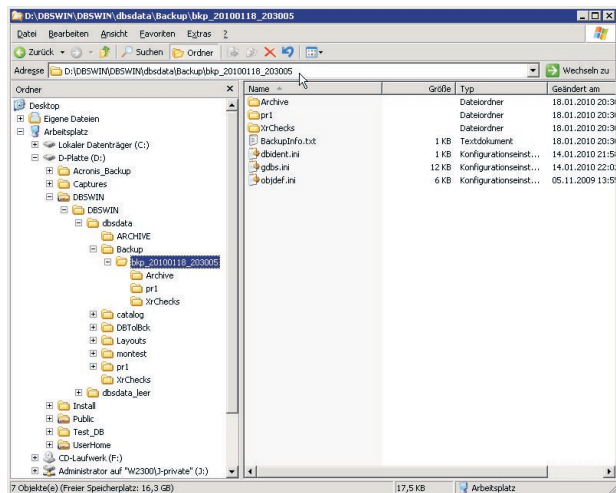 D:\DBSWIN\DBSWIN\dbsdata\Backup\bkp_20100118_203005
Datei Bearbeiten Ansicht Favoriten Extras ?
Zurück Suchen Ordner
Adresse D:\DBSWIN\DBSWIN\dbsdata\Backup\bkp_20100118_203005 Wechseln zu
Ordner
Desktop
Eigene Dateien
Arbeitsplatz
Lokaler Datenträger (C:)
D-Platte (D:)
Acronis_Backup
Captures
DBSWIN
DBSWIN
dbsdata
ARCHIVE
Backup
bkp_20100118_203005
Archive
pr1
XrChecks
catalog
DBToBck
Layouts
montest
pr1
XrChecks
dbsdata_leer
Install
Public
Test_DB
UserHome
CD-Laufwerk (F:)
Administrator auf "W2300\J-private" (J:)
Name Größe Typ Geändert am
Archive Dateiordner 18.01.2010 20:3
pr1 Dateiordner 18.01.2010 20:3
XrChecks Dateiordner 18.01.2010 20:3
BackupInfo.txt 1 KB Textdokument 18.01.2010 20:3
dbident.ini 1 KB Konfigurationseinst... 14.01.2010 21:5
gdbs.ini 12 KB Konfigurationseinst... 14.01.2010 22:0
objdef.ini 6 KB Konfigurationseinst... 05.11.2009 13:5
7 Objekte(e) (Freier Speicherplatz: 16,3 GB) 17,5 KB Arbeitsplatz